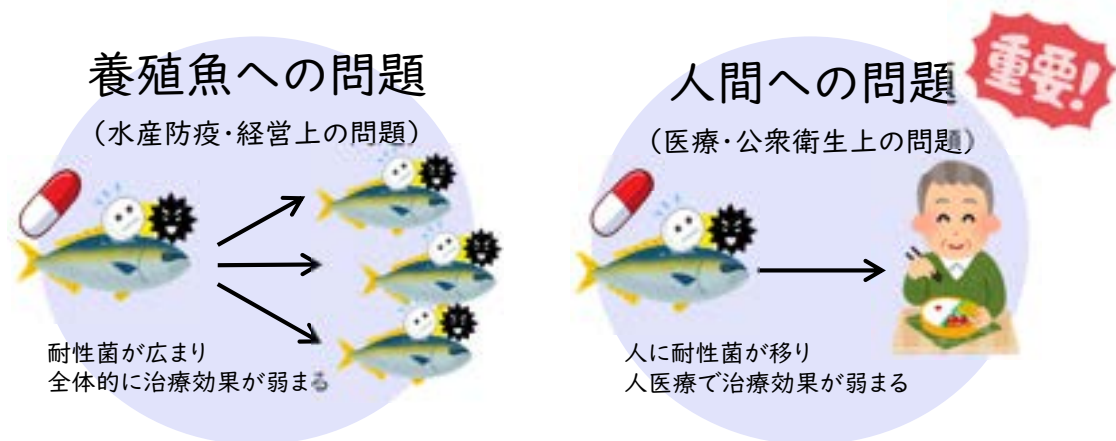 養殖魚への問題
(水産防疫・経営上の問題)
耐性菌が広まり
全体的に治療効果が弱まる
人間への問題
重要!
(医療・公衆衛生上の問題)
人に耐性菌が移り
人医療で治療効果が弱まる